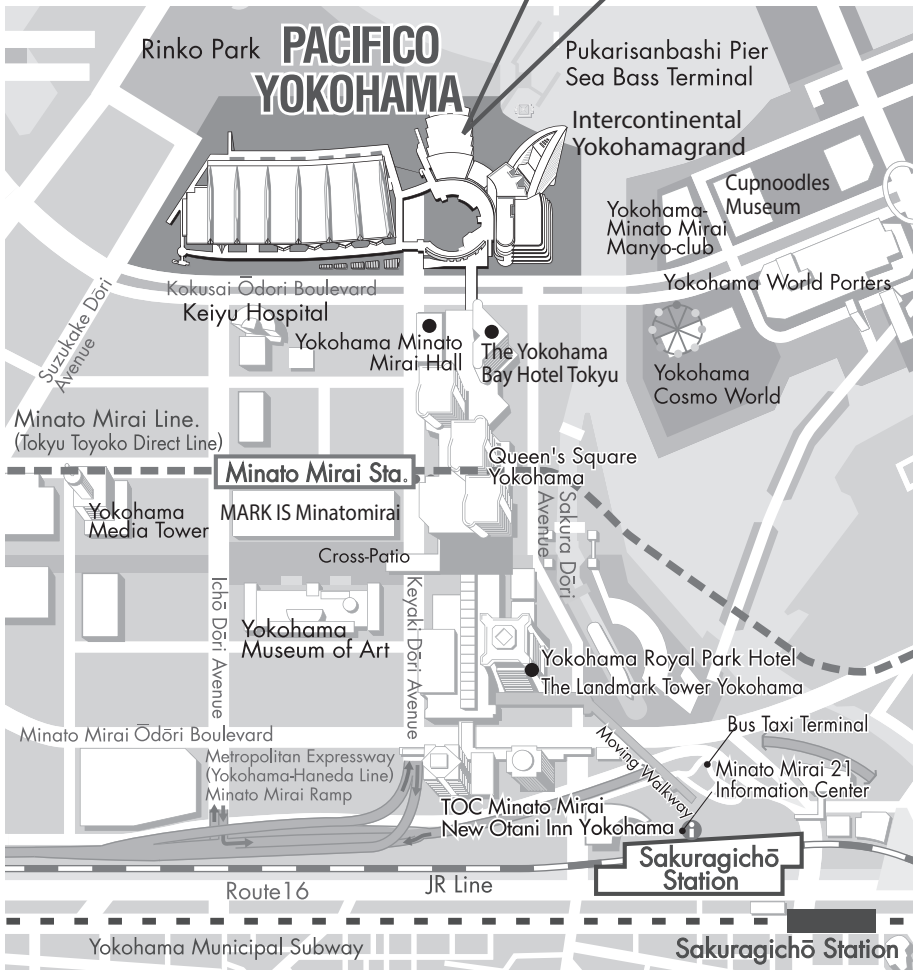 Rinko Park
PACIFICO
YOKOHAMA
Pukarisanbashi Pier
Sea Bass Terminal
Intercontinental
Yokohamagrand
Cupnoodles
Museum
Yokohama-
Minato Mirai
Manyo-club
Yokohama World Porters
Kokusai Ōdori Boulevard
Keiyu Hospital
Suzukake Dōri
Avenue
Yokohama Minato
Mirai Hall
The Yokohama
Bay Hotel Tokyu
Yokohama
Cosmo World
Minato Mirai Line.
(Tokyu Toyoko Direct Line)
Minato Mirai Sta.
Queen's Square
Yokohama
Yokohama
Media Tower
MARK IS Minatomirai
Sakura Dōri
Avenue
Cross-Patio
Ichō Dōri Avenue
Keyaki Dōri Avenue
Yokohama
Museum of Art
Yokohama Royal Park Hotel
The Landmark Tower Yokohama
Minato Mirai Ōdōri Boulevard
Bus Taxi Terminal
Moving Walkway
Metropolitan Expressway
(Yokohama-Haneda Line)
Minato Mirai Ramp
Minato Mirai 21
Information Center
TOC Minato Mirai
New Otani Inn Yokohama
i
Sakuragichō
Station
Route16
JR Line
Yokohama Municipal Subway
Sakuragichō Station